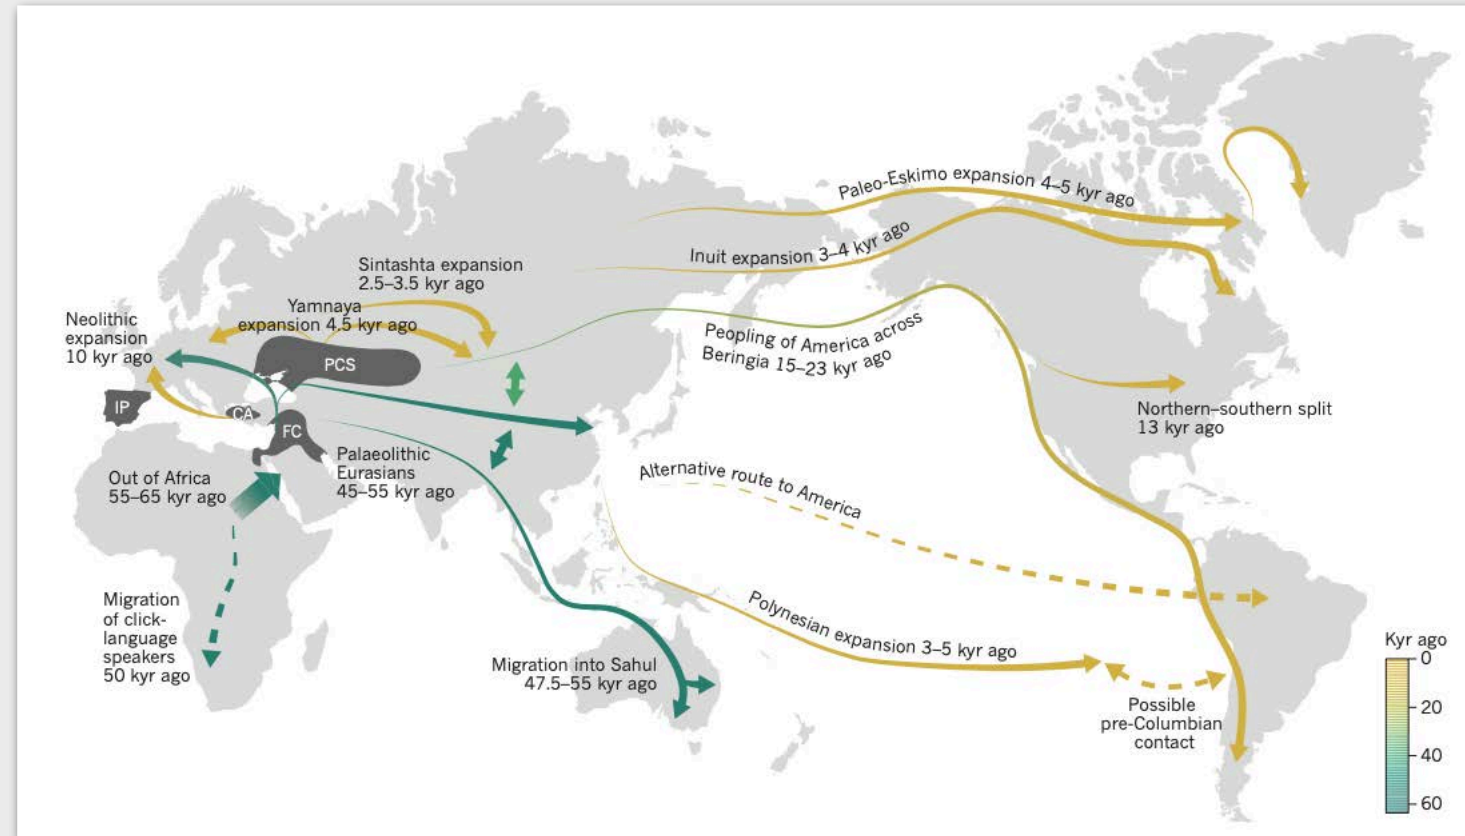 Paleo-Eskimo expansion 4–5 kyr ago
Inuit expansion 3–4 kyr ago
Sintashta expansion
2.5–3.5 kyr ago
Yamnaya
expansion 4.5 kyr ago
Neolithic
expansion
10 kyr ago
PCS
Peopling of America across
Beringia 15–23 kyr ago
IP
CA
FC
Northern–southern split
13 kyr ago
Palaeolithic
Eurasians
45–55 kyr ago
Out of Africa
55–65 kyr ago
Alternative route to America
Migration
of click-
language
speakers
50 kyr ago
Polynesian expansion 3–5 kyr ago
Migration into Sahul
47.5–55 kyr ago
Possible
pre-Columbian
contact
Kyr ago
0
20
40
60